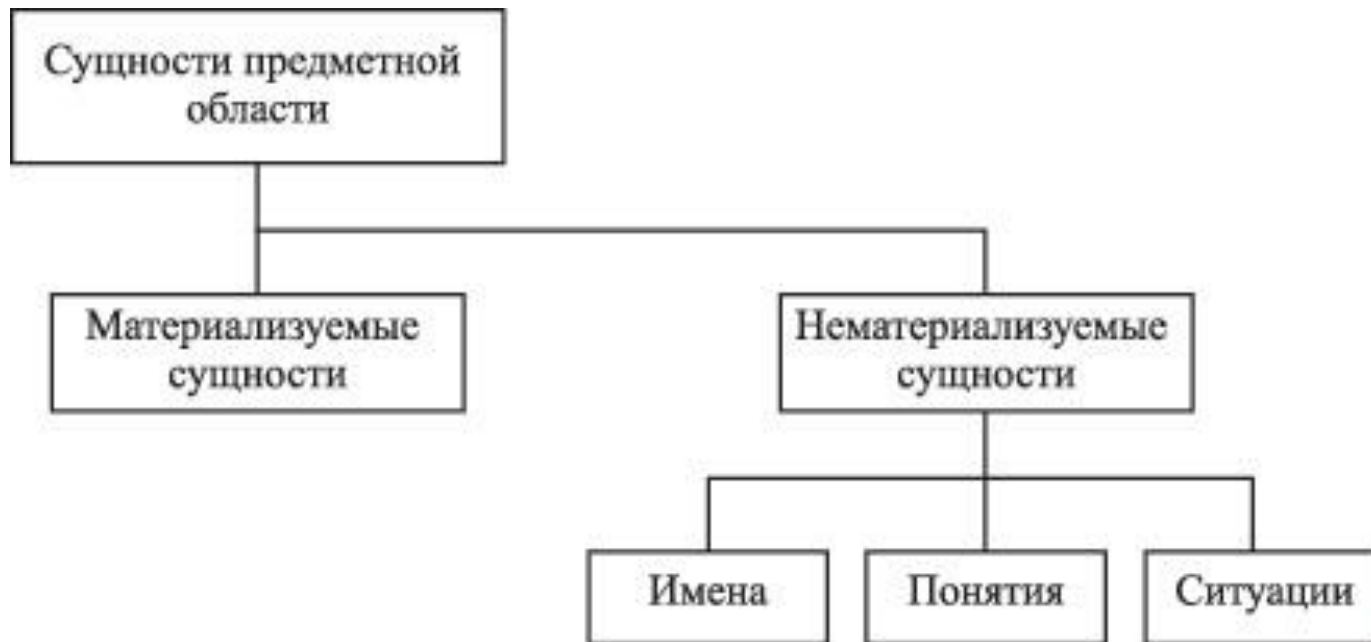 Сущности предметной
области
Материализуемые
сущности
Нематериализуемые
сущности
Имена
Понятия
Ситуации